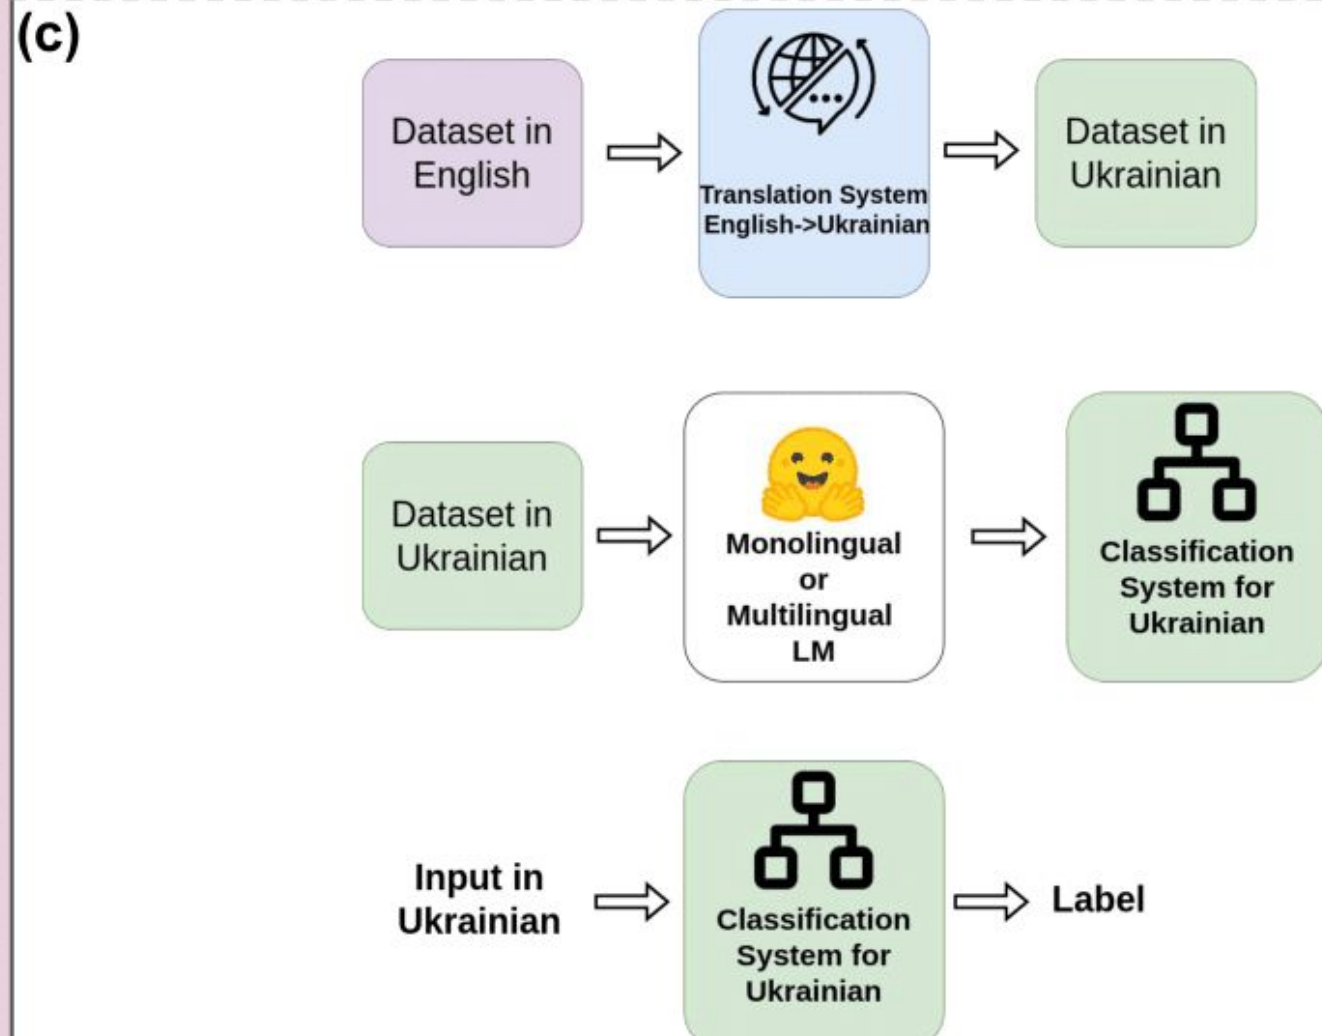 (c)
Dataset in
English
Translation System
English->Ukrainian
Dataset in
Ukrainian
Dataset in
Ukrainian
Monolingual
or
Multilingual
LM
Classification
System for
Ukrainian
Input in
Ukrainian
Classification
System for
Ukrainian
Label